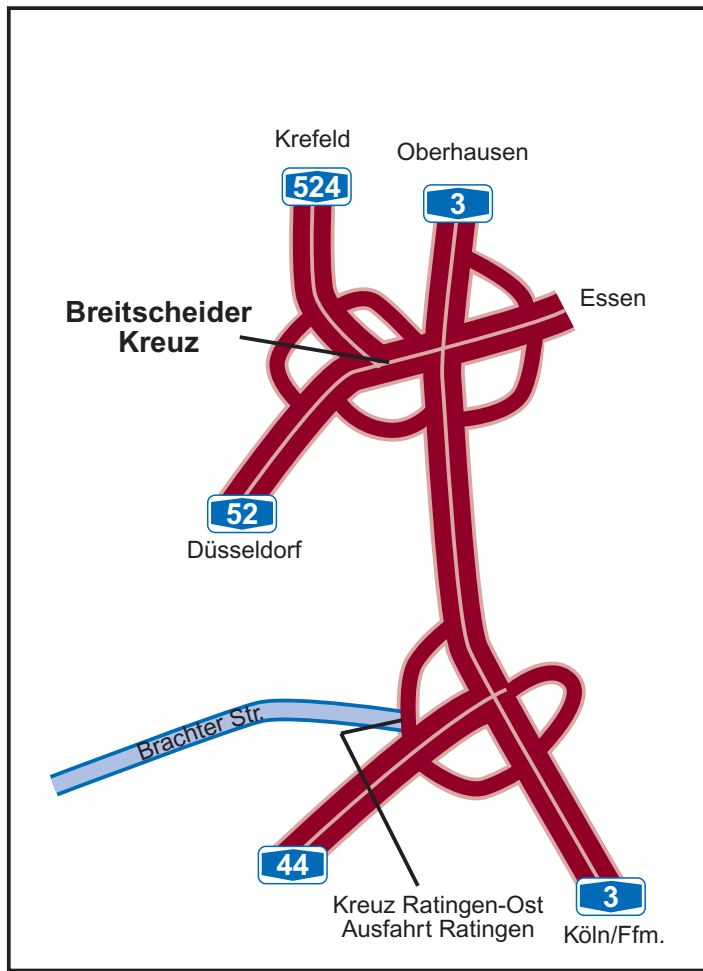 Krefeld
Oberhausen
524
3
Essen
Breitscheider
Kreuz
52
Düsseldorf
Brachter Str.
44
3
Kreuz Ratingen-Ost
Ausfahrt Ratingen
Köln/Ffm.